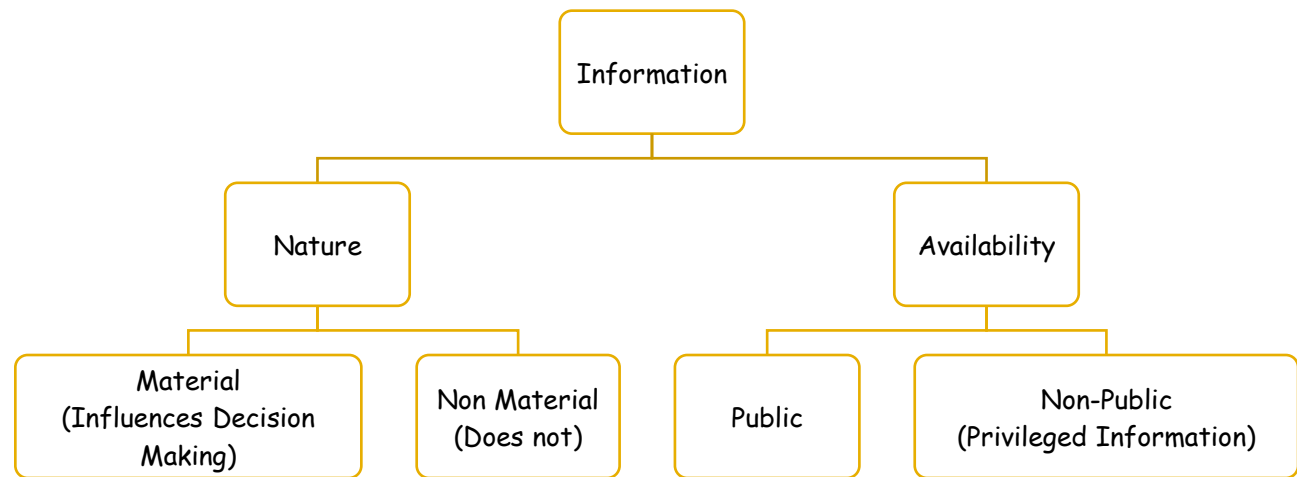 Information
Nature
Availability
Material
(Influences Decision
Making)
Non Material
(Does not)
Public
Non-Public
(Privileged Information)